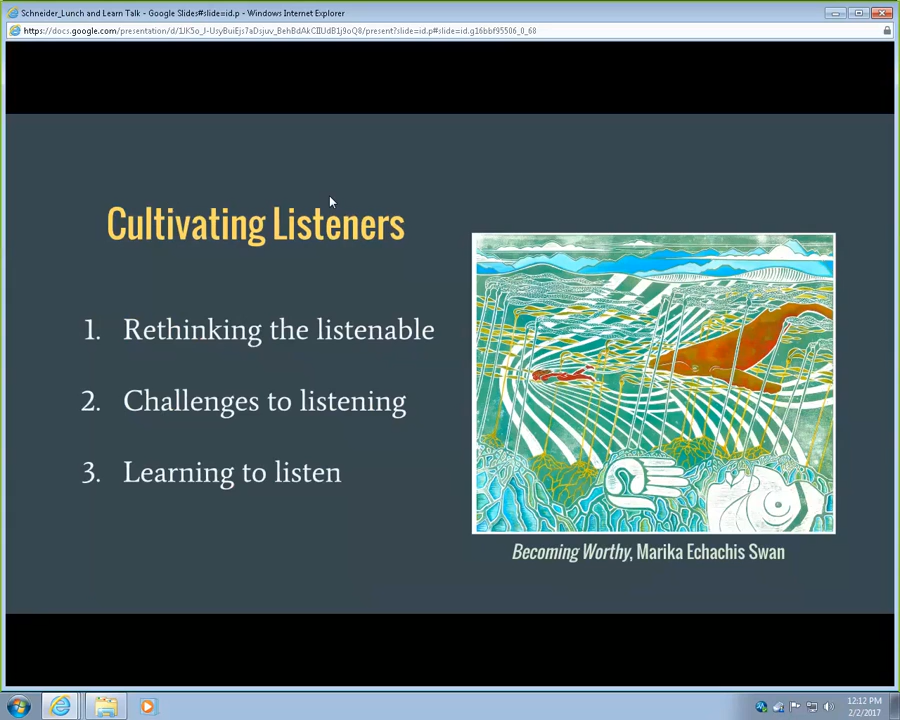 Schneider_Lunch and Learn Talk - Google Slides#slide=id.p - Windows Internet Explorer
Cultivating Listeners
1. Rethinking the listenable
2. Challenges to listening
3. Learning to listen
Becoming Worthy, Marika Echachis Swan
12:12 PM
2/2/2017